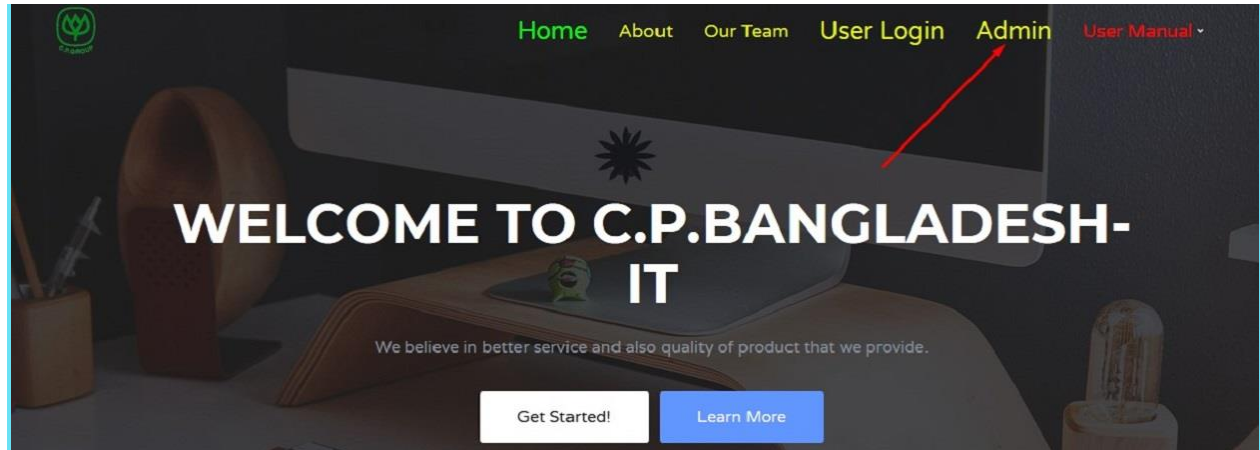 C.P.GROUP
Home About Our Team User Login Admin User Manual
WELCOME TO C.P.BANGLADESH-
IT
We believe in better service and also quality of product that we provide.
Get Started! Learn More